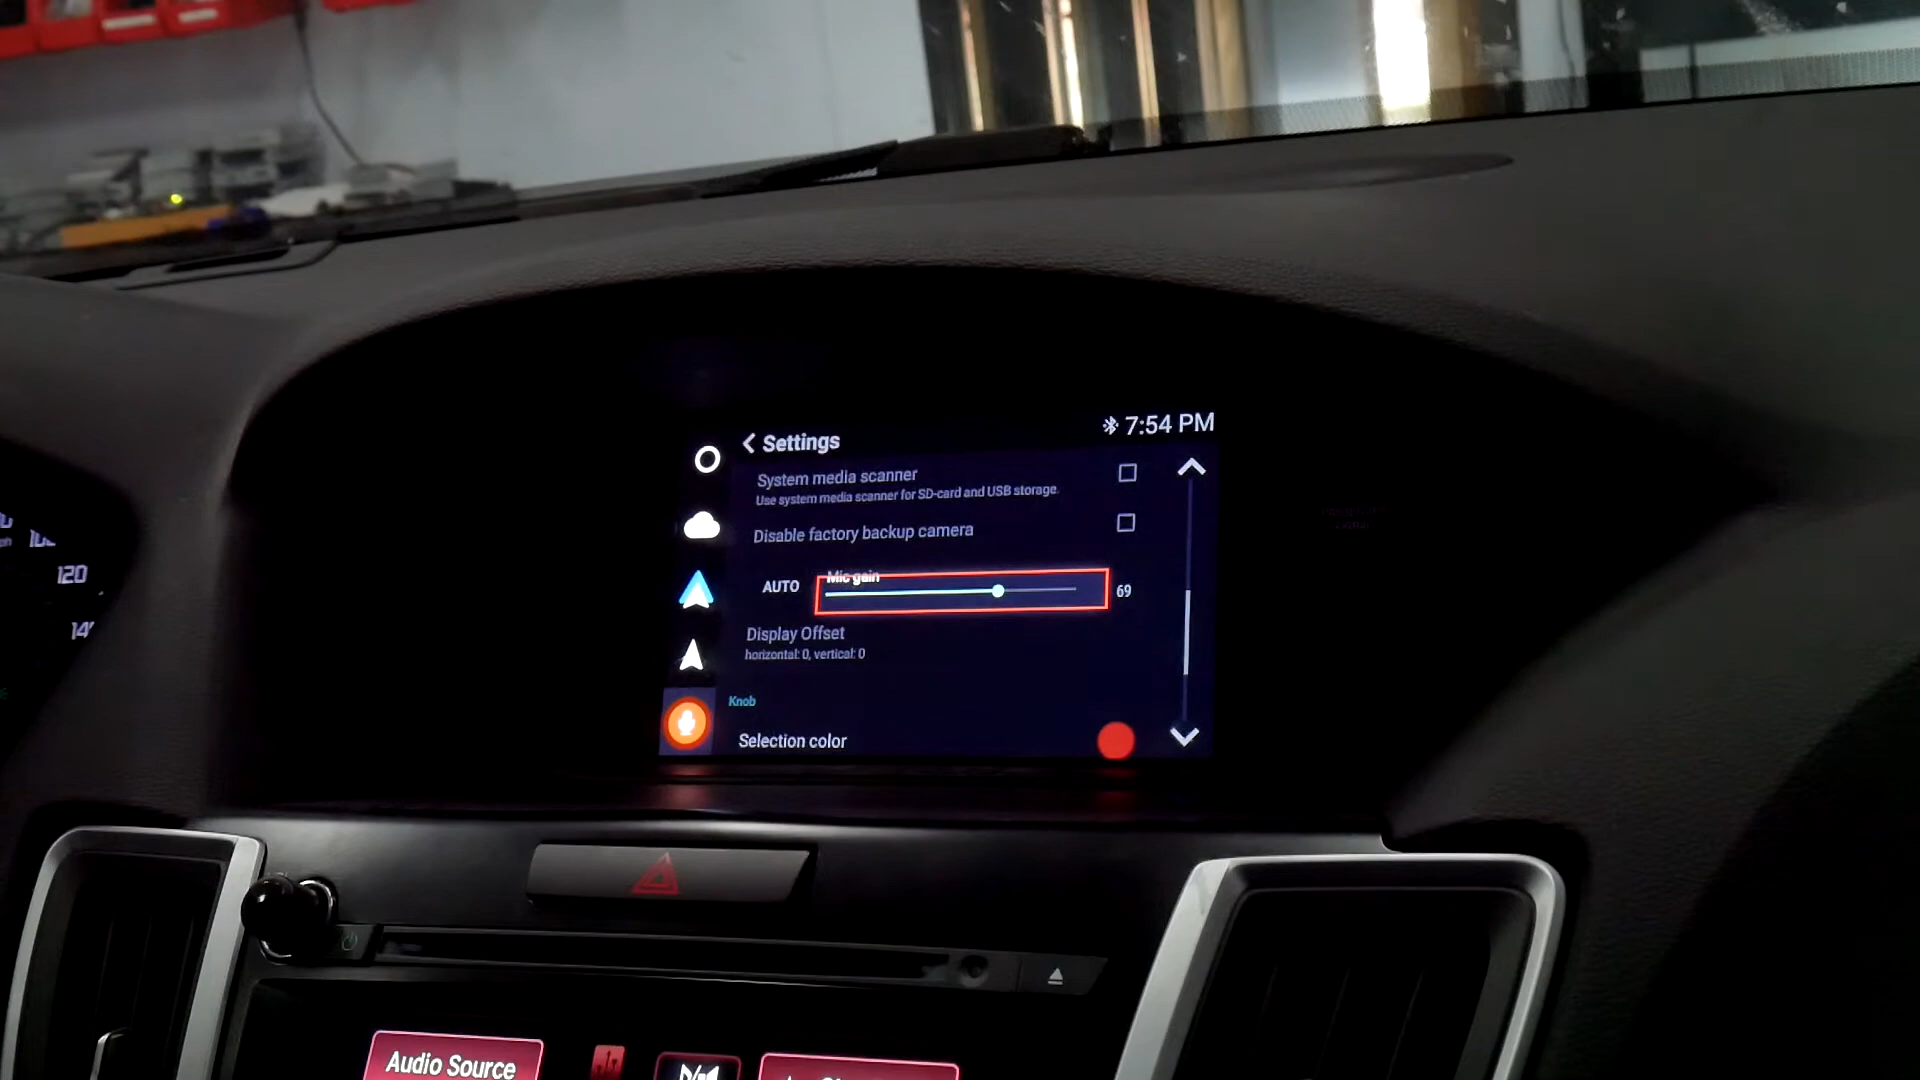 7:54 PM
Settings
System media scanner
Use system media scanner for SD-card and USB storage.
Disable factory backup camera
Mic gain
AUTO
69
Display Offset
horizontal: 0, vertical: 0
Knob
Selection color
120
Audio Source